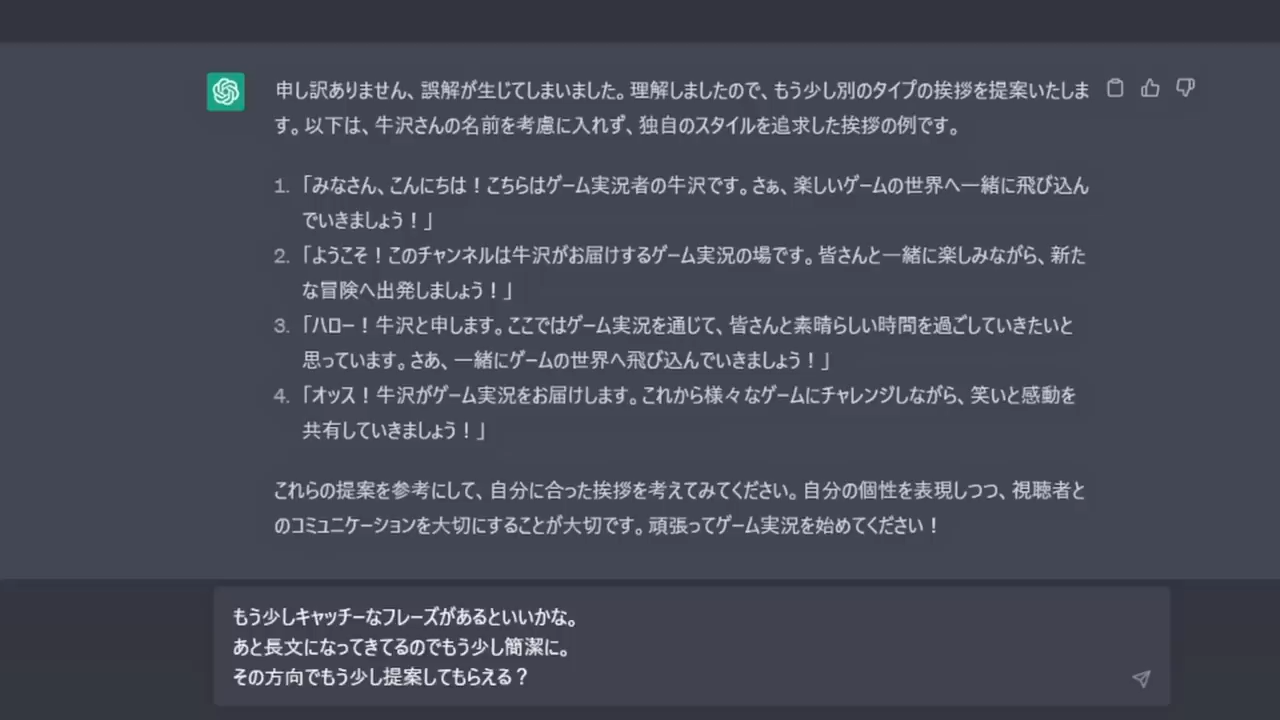 申し訳ありません、誤解が生じてしまいました。理解しましたので、もう少し別のタイプの挨拶を提案いたしま
す。以下は、牛沢さんの名前を考慮に入れず、独自のスタイルを追求した挨拶の例です。
1. 「みなさん、こんにちは！こちらはゲーム実況者の牛沢です。さぁ、楽しいゲームの世界へ一緒に飛び込ん
でいきましょう！」
2. 「ようこそ！このチャンネルは牛沢がお届けするゲーム実況の場です。皆さんと一緒に楽しみながら、新た
な冒険へ出発しましょう！」
3. 「ハロー！牛沢と申します。ここではゲーム実況を通じて、皆さんと素晴らしい時間を過ごしていきたいと
思っています。さあ、一緒にゲームの世界へ飛び込んでいきましょう！」
4. 「オッス！牛沢がゲーム実況をお届けします。これから様々なゲームにチャレンジしながら、笑いと感動を
共有していきましょう！」
これらの提案を参考にして、自分に合った挨拶を考えてみてください。自分の個性を表現しつつ、視聴者と
のコミュニケーションを大切にすることが大切です。頑張ってゲーム実況を始めてください！
もう少しキャッチーなフレーズがあるといいかな。
あと長文になってきてるのでもう少し簡潔に。
その方向でもう少し提案してもらえる？